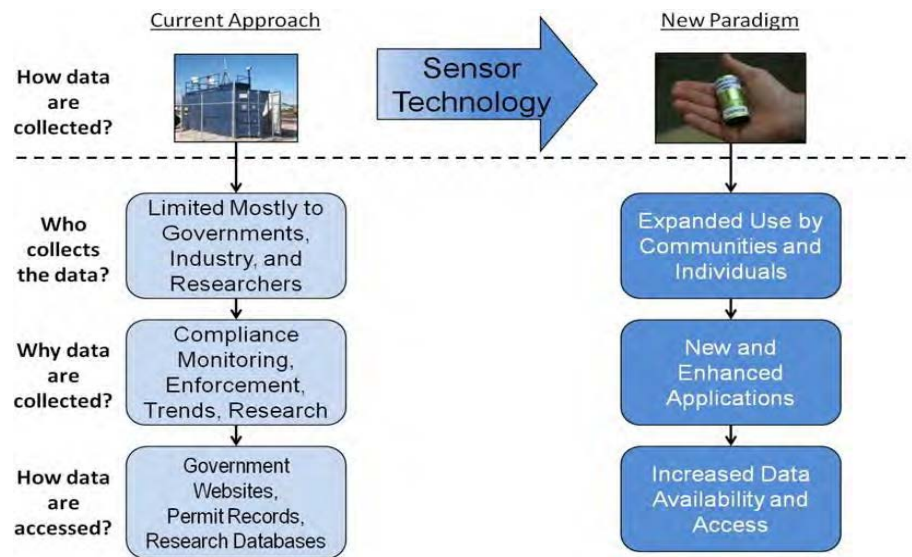 Current Approach
New Paradigm
How data
are
collected?
Sensor
Technology
Who
collects
the data?
Limited Mostly to
Governments,
Industry, and
Researchers
Expanded Use by
Communities and
Individuals
Why data
are
collected?
Compliance
Monitoring,
Enforcement,
Trends, Research
New and
Enhanced
Applications
How data
are
accessed?
Government
Websites,
Permit Records,
Research Databases
Increased Data
Availability and
Access